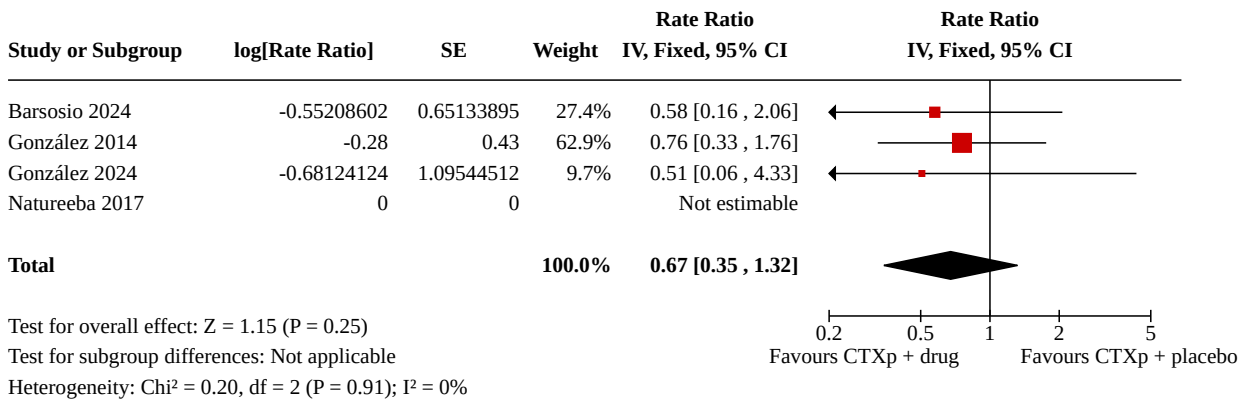 Rate Ratio Rate Ratio
Study or Subgroup log[Rate Ratio] SE Weight IV, Fixed, 95% CI IV, Fixed, 95% CI
Barsosio 2024 -0.55208602 0.65133895 27.4% 0.58 [0.16 , 2.06]
González 2014 -0.28 0.43 62.9% 0.76 [0.33 , 1.76]
González 2024 -0.68124124 1.09544512 9.7% 0.51 [0.06 , 4.33]
Natureeba 2017 0 0 Not estimable
Total 100.0% 0.67 [0.35 , 1.32]
Test for overall effect: Z = 1.15 (P = 0.25)
0.2 0.5 1 2 5
Test for subgroup differences: Not applicable Favours CTXp + drug Favours CTXp + placebo
Heterogeneity: Chi² = 0.20, df = 2 (P = 0.91); I² = 0%